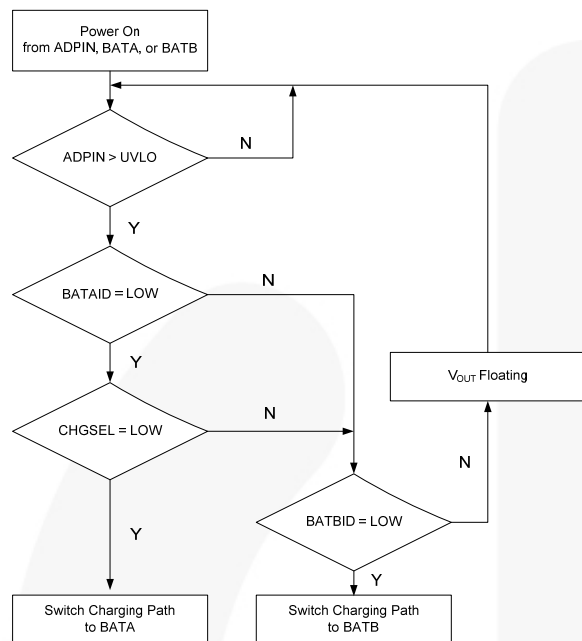 Power On
from ADPIN, BATA, or BATB
ADPIN > UVLO
N
Y
BATAID = LOW
N
Y
CHGSEL = LOW
N
Y
VOUT Floating
N
BATBID = LOW
Y
Switch Charging Path
to BATA
Switch Charging Path
to BATB